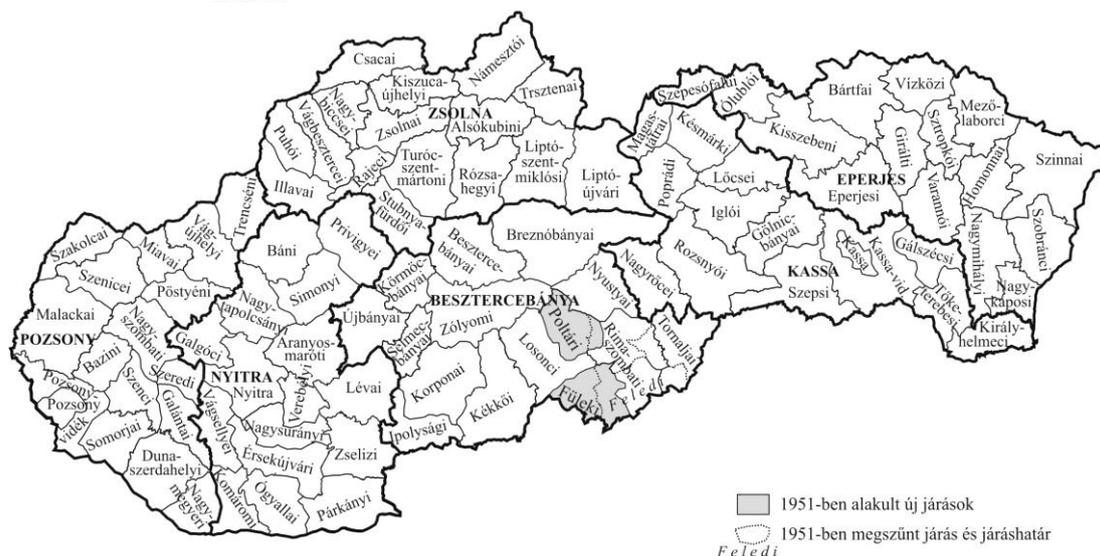 Csacai
Námesztói
Kiszuca-
újhelyi
Trsztenai
Nagy-
biccsei
Vágbesztercei
Puhói
Zsolnai
ZSOLNA
Alsókubini
Rajeci
Turóc-
szent-
mártoni
Rózsa-
hegyi
Liptó-
szent-
miklósi
Liptó-
újvári
Illavai
Stubnya-
fürdői
Trencséni
Szepesófalui
Ólublói
Bártfai
Vízközi
Mező-
laborci
Magas-
tátrai
Késmárki
Kisszebeni
Girálti
Sztropkói
Homonnai
Szinnai
Poprádi
Lőcsei
EPERJES
Eperjesi
Varannói
Iglói
Gölnic-
bányai
Rozsnyói
KASSA
Szepsi
Kassa
Kassa-vid.
Gálszécsi
Tőke-
terebesi
Nagymihályi
Szobránci
Nagy-
kaposi
Király-
helmeci
Szakolcai
Miavai
Vág-
újhelyi
Szenicei
Pöstyéni
Malackai
POZSONY
Nagy-
szombati
Bazini
Szenci
Szeredi
Galántai
Pozsony-
Pozsony
vidék
Somorjai
Duna-
szerdahelyi
Nagy-
megyeri
Báni
Privigyei
Simonyi
Nagy-
tapolcsányi
Galgóci
Aranyos-
maróti
NYITRA
Nyitra
Verebélyi
Lévai
Vágsellyei
Nagysurányi
Érsekújvári
Zselizi
Komáromi
Ógyallai
Párkányi
Újbányai
Körmöc-
bányai
Besztерce-
bányai
Breznóbányai
BESZTERCEBÁNYA
Selmec-
bányai
Zólyomi
Korponai
Ipolysági
Kékkői
Losonci
Poltári
Füleki
Nyustyai
Nagyrőcei
Rima-
szombati
Tornaljai
Feledi
1951-ben alakult új járások
1951-ben megszűnt járás és járáshatár
Feledi